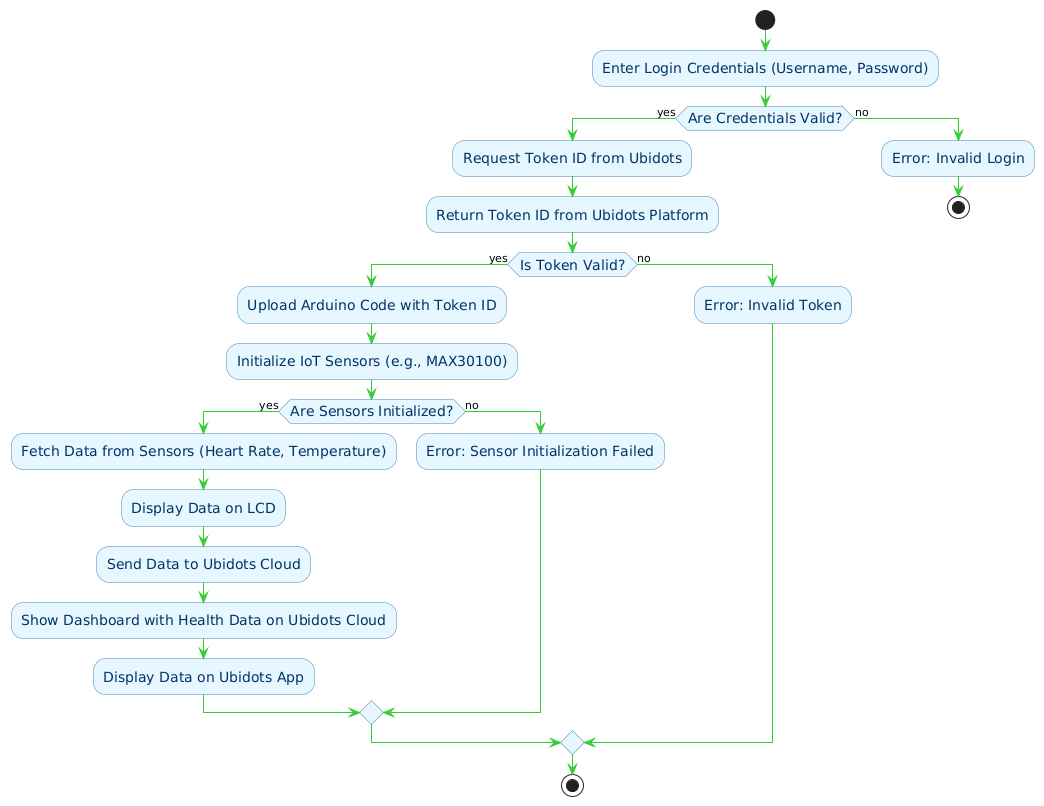 Enter Login Credentials (Username, Password)
yes
Are Credentials Valid?
no
Request Token ID from Ubidots
Error: Invalid Login
Return Token ID from Ubidots Platform
yes
Is Token Valid?
no
Upload Arduino Code with Token ID
Error: Invalid Token
Initialize IoT Sensors (e.g., MAX30100)
yes
Are Sensors Initialized?
no
Fetch Data from Sensors (Heart Rate, Temperature)
Error: Sensor Initialization Failed
Display Data on LCD
Send Data to Ubidots Cloud
Show Dashboard with Health Data on Ubidots Cloud
Display Data on Ubidots App